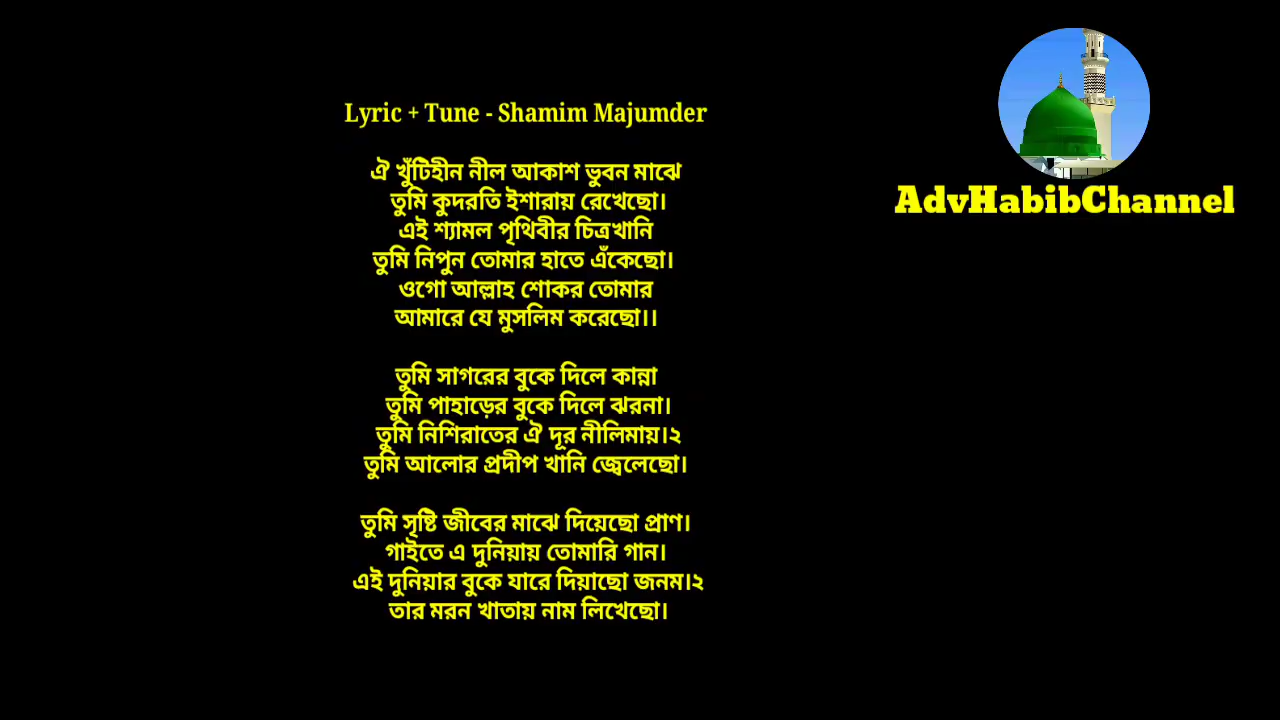 Lyric + Tune - Shamim Majumder
ঐ খুঁটিহীন নীল আকাশ ভুবন মাঝে
তুমি কুদরতি ইশারায় রেখেছো।
এই শ্যামল পৃথিবীর চিত্রখানি
তুমি নিপুন তোমার হাতে এঁকেছো।
ওগো আল্লাহ শোকর তোমার
আমারে যে মুসলিম করেছো।।
তুমি সাগরের বুকে দিলে কান্না
তুমি পাহাড়ের বুকে দিলে ঝরনা।
তুমি নিশিরাতের ঐ দূর নীলিমায়।২
তুমি আলোর প্রদীপ খানি জ্বেলেছো।
তুমি সৃষ্টি জীবের মাঝে দিয়েছো প্রাণ।
গাইতে এ দুনিয়ায় তোমারি গান।
এই দুনিয়ার বুকে যারে দিয়াছো জনম।২
তার মরন খাতায় নাম লিখেছো।
AdvHabibChannel